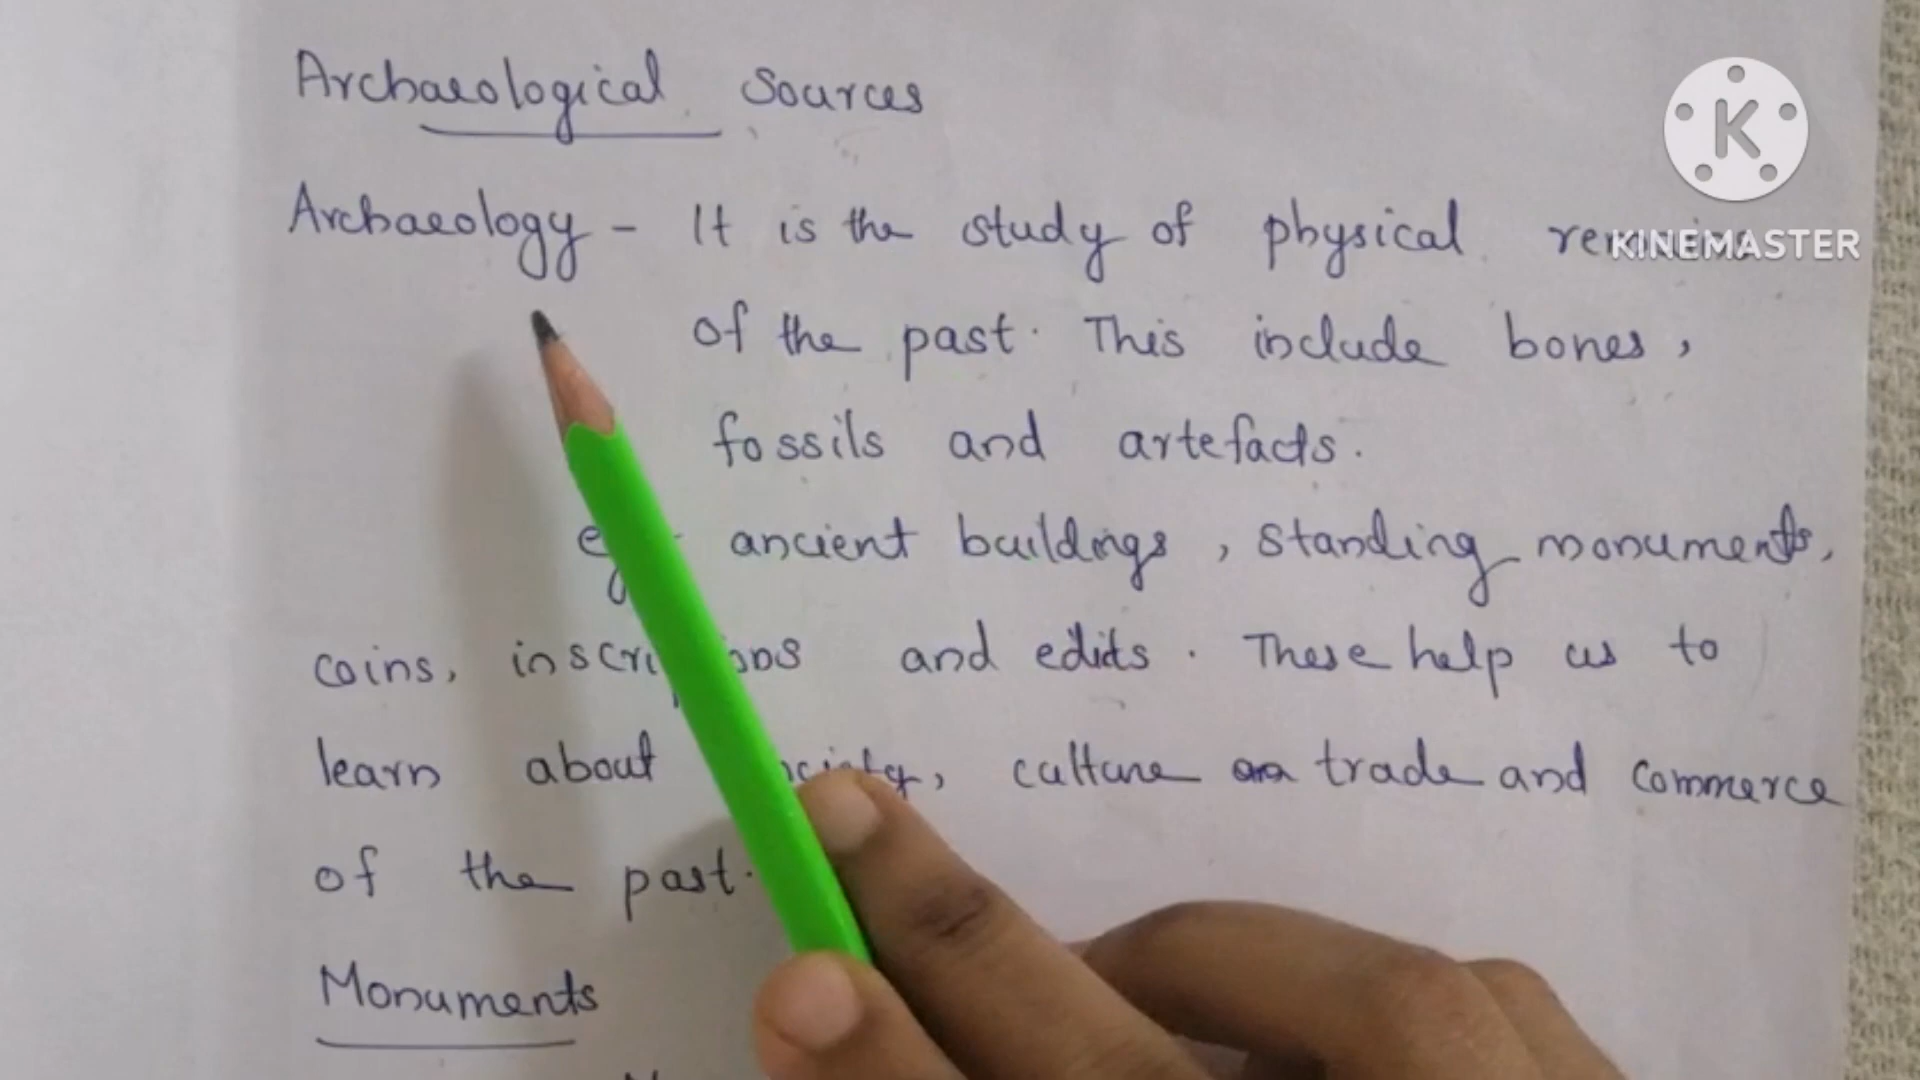 Archaeological Sources
Archaeology - It is the study of physical
KINEMASTER
of the past. This include bones,
fossils and artefacts.
ancient buildings, standing monuments,
coins, and edicts. These help us to
learn about culture trade and commerce
of the past.
Monuments